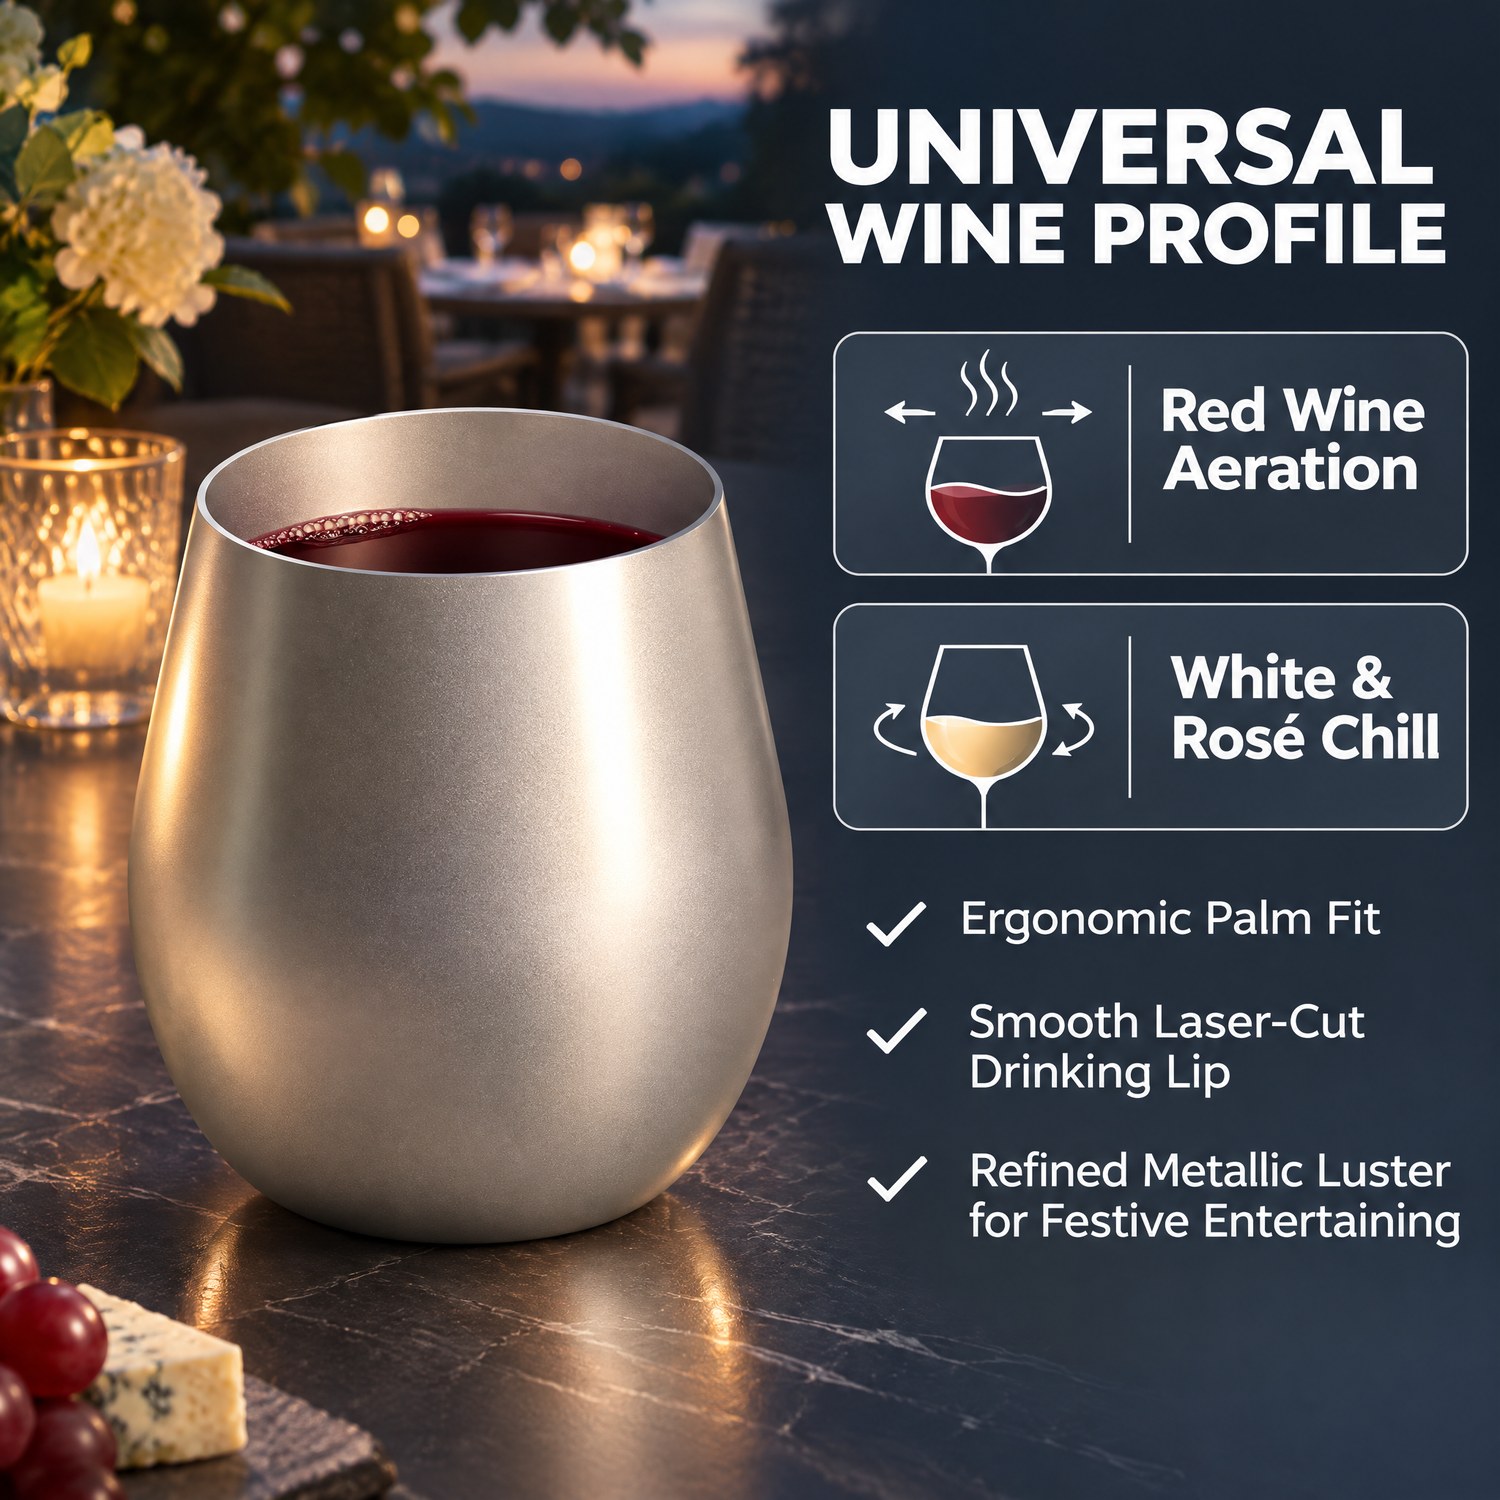 UNIVERSAL
WINE PROFILE
Red Wine
Aeration
White &
Rosé Chill
Ergonomic Palm Fit
Smooth Laser-Cut
Drinking Lip
Refined Metallic Luster
for Festive Entertaining